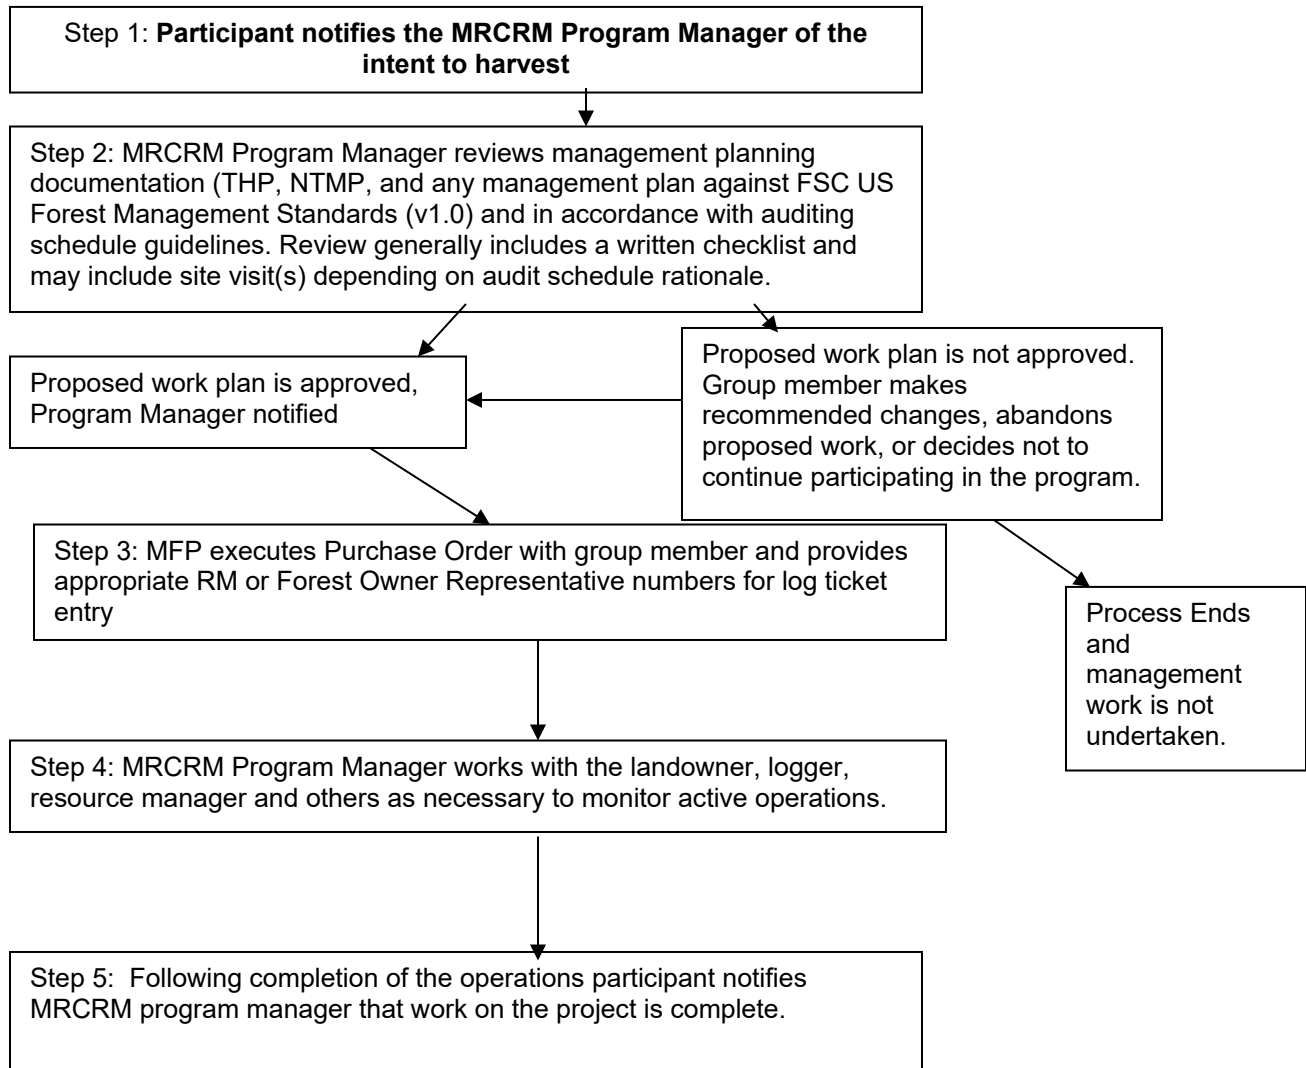 Step 1: Participant notifies the MRCRM Program Manager of the
intent to harvest
Step 2: MRCRM Program Manager reviews management planning
documentation (THP, NTMP, and any management plan against FSC US
Forest Management Standards (v1.0) and in accordance with auditing
schedule guidelines. Review generally includes a written checklist and
may include site visit(s) depending on audit schedule rationale.
Proposed work plan is approved,
Program Manager notified
Proposed work plan is not approved.
Group member makes
recommended changes, abandons
proposed work, or decides not to
continue participating in the program.
Step 3: MFP executes Purchase Order with group member and provides
appropriate RM or Forest Owner Representative numbers for log ticket
entry
Process Ends
and
management
work is not
undertaken.
Step 4: MRCRM Program Manager works with the landowner, logger,
resource manager and others as necessary to monitor active operations.
Step 5:  Following completion of the operations participant notifies
MRCRM program manager that work on the project is complete.